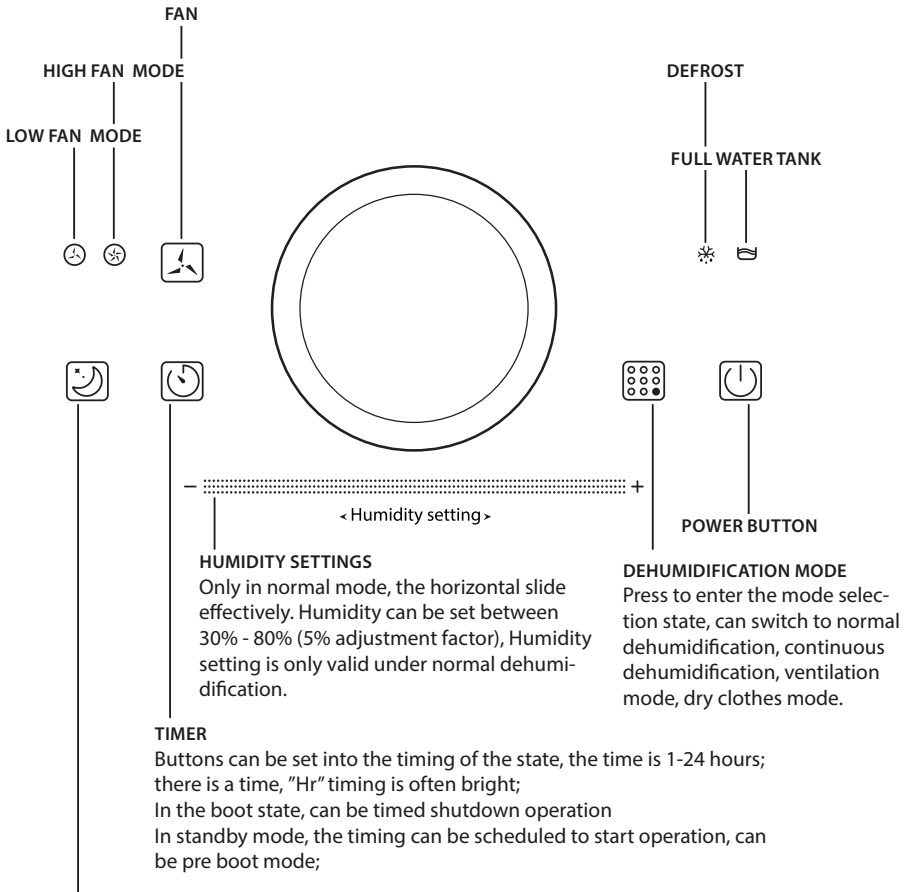 FAN
HIGH FAN MODE
LOW FAN MODE
DEFROST
FULL WATER TANK
− +
<Humidity setting>
HUMIDITY SETTINGS
Only in normal mode, the horizontal slide
effectively. Humidity can be set between
30% - 80% (5% adjustment factor), Humidity
setting is only valid under normal dehumi-
dification.
POWER BUTTON
DEHUMIDIFICATION MODE
Press to enter the mode selec-
tion state, can switch to normal
dehumidification, continuous
dehumidification, ventilation
mode, dry clothes mode.
TIMER
Buttons can be set into the timing of the state, the time is 1-24 hours;
there is a time, ”Hr” timing is often bright;
In the boot state, can be timed shutdown operation
In standby mode, the timing can be scheduled to start operation, can
be pre boot mode;